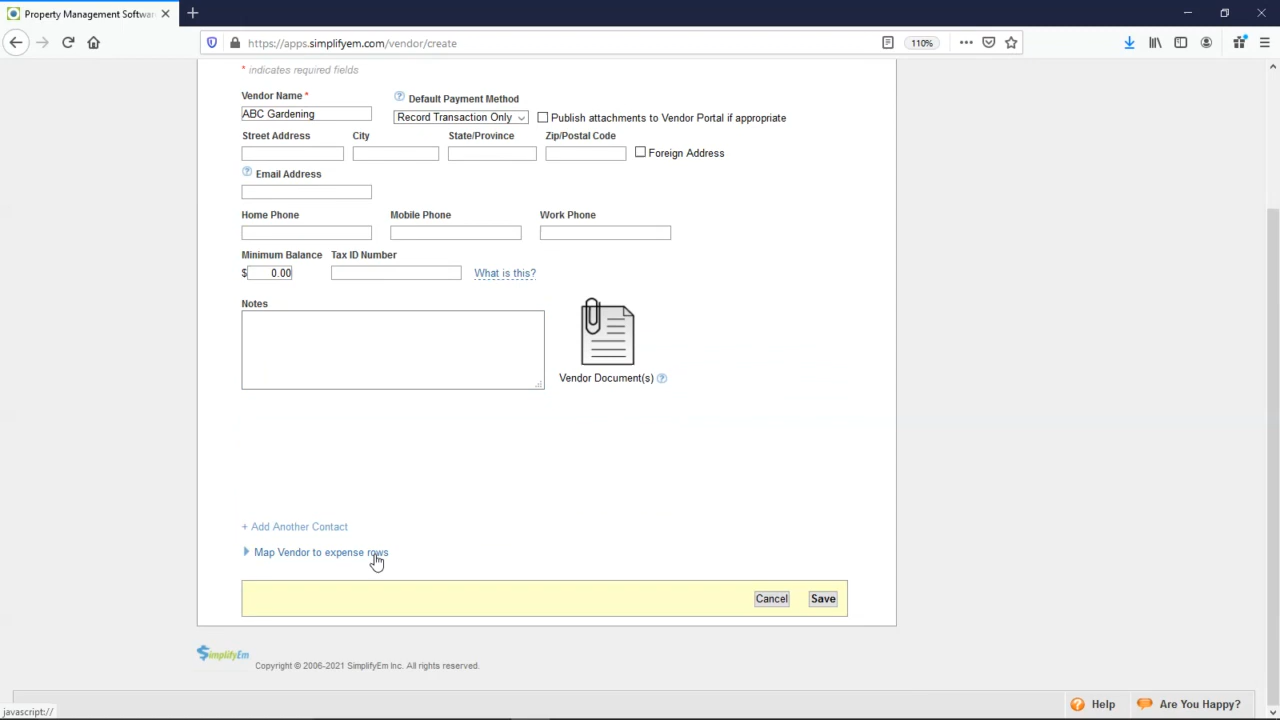 Property Management Softwar
https://apps.simplifyem.com/vendor/create
110%
* indicates required fields
Vendor Name *
Default Payment Method
ABC Gardening
Record Transaction Only
Publish attachments to Vendor Portal if appropriate
Street Address
City
State/Province
Zip/Postal Code
Foreign Address
Email Address
Home Phone
Mobile Phone
Work Phone
Minimum Balance
Tax ID Number
$
0.00
What is this?
Notes
Vendor Document(s)
+ Add Another Contact
Map Vendor to expense rows
Cancel
Save
SimplifyEm
Copyright © 2006-2021 SimplifyEm Inc. All rights reserved.
Help
Are You Happy?
javascript://